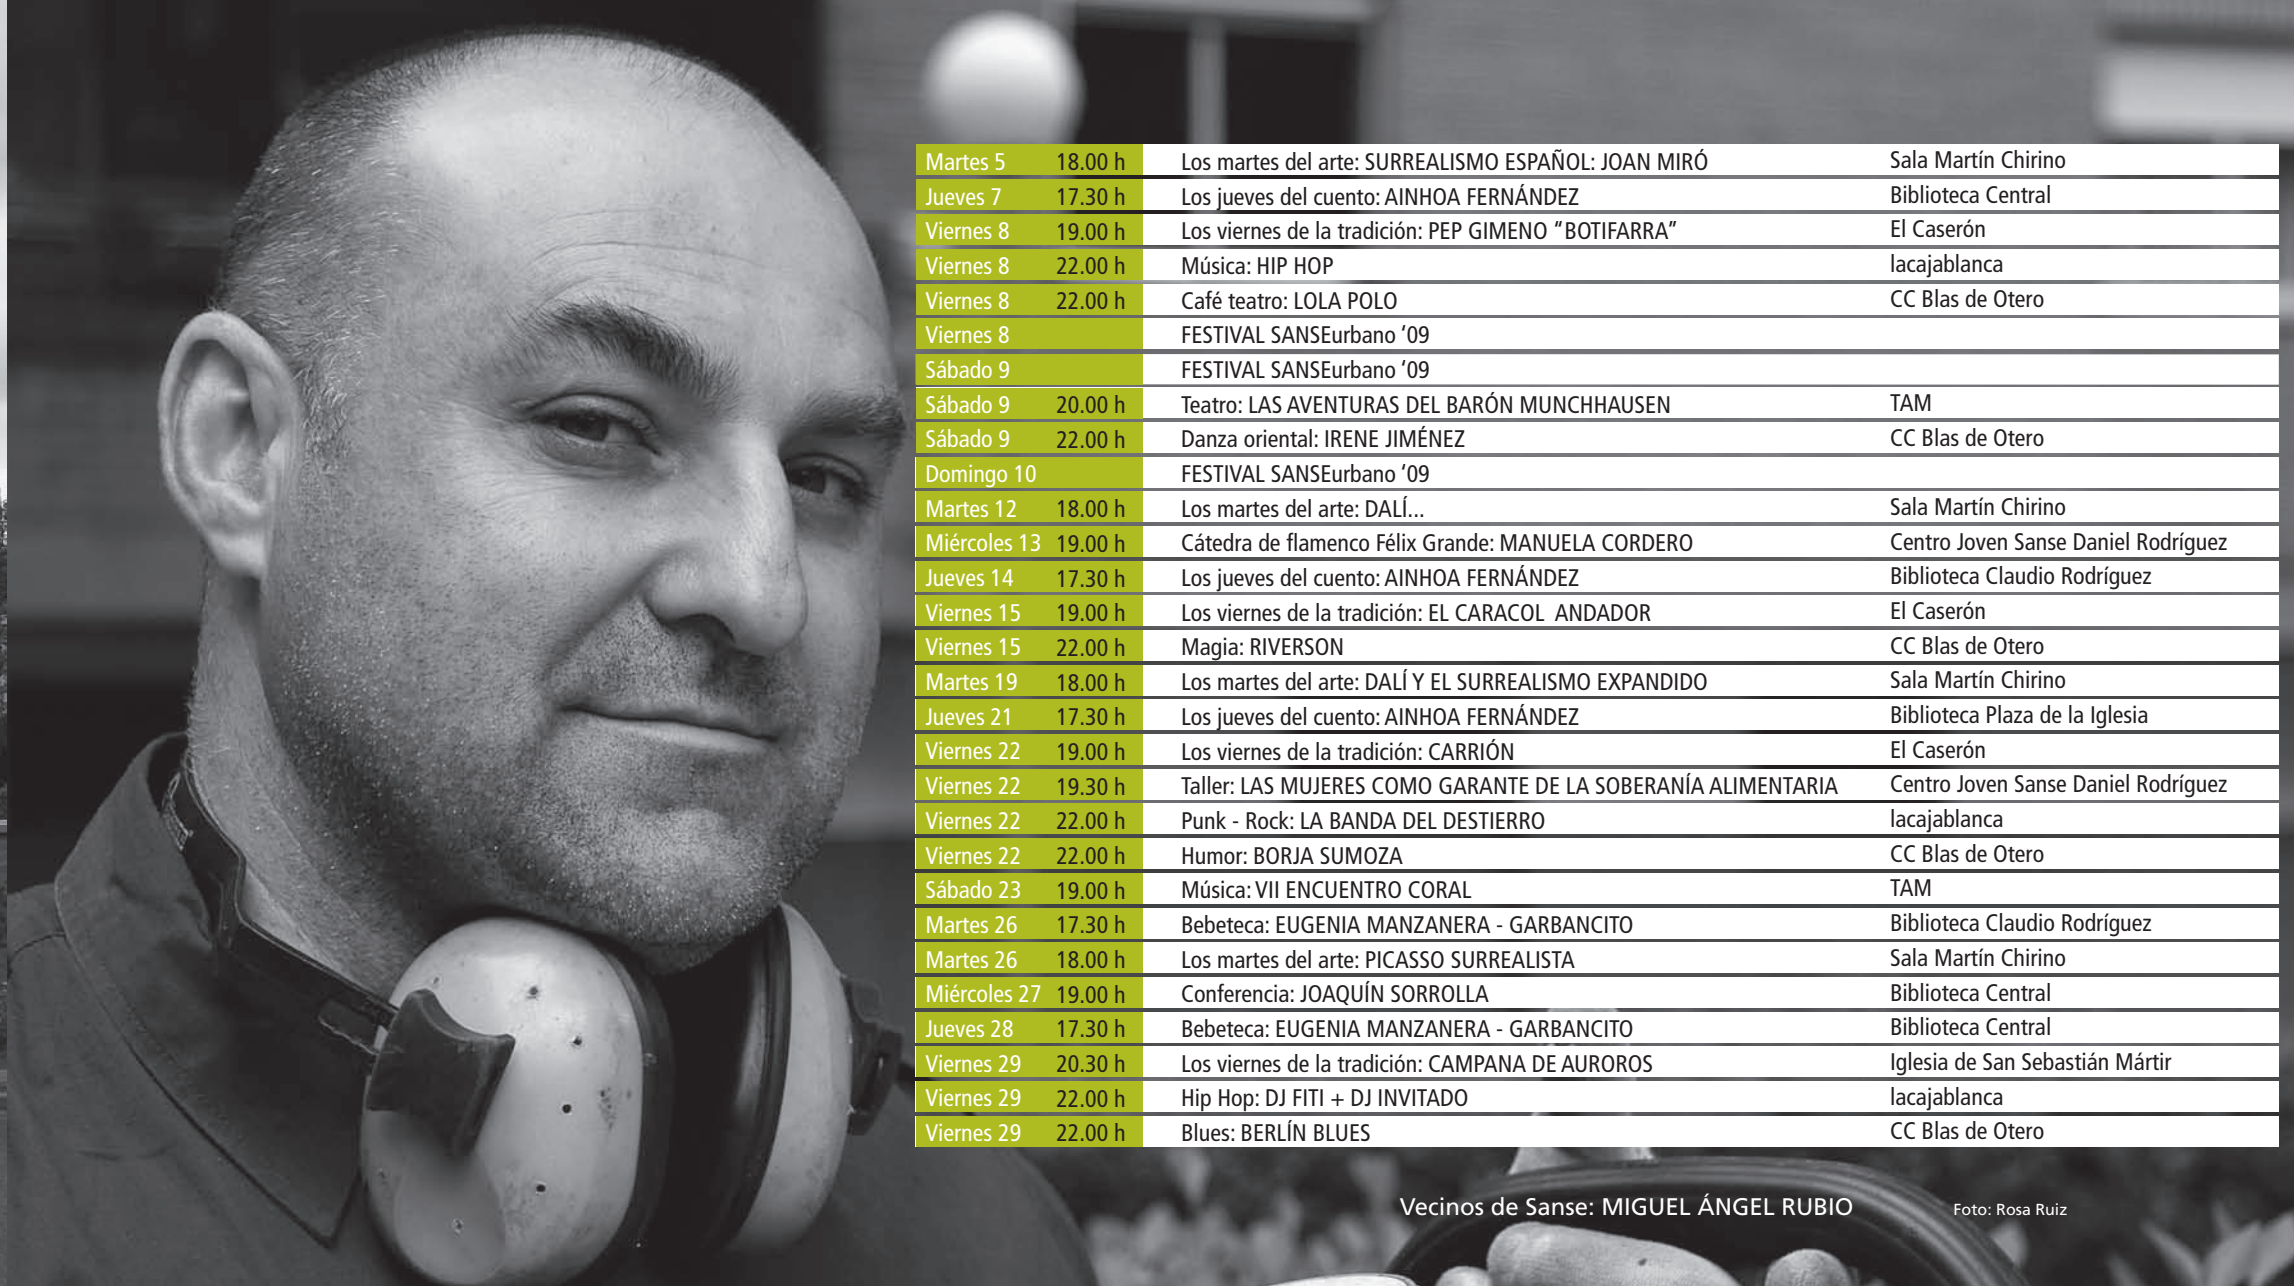 Martes 5 18.00 h Los martes del arte: SURREALISMO ESPAÑOL: JOAN MIRÓ Sala Martín Chirino
Jueves 7 17.30 h Los jueves del cuento: AINHOA FERNÁNDEZ Biblioteca Central
Viernes 8 19.00 h Los viernes de la tradición: PEP GIMENO “BOTIFARRA” El Caserón
Viernes 8 22.00 h Música: HIP HOP lacajablanca
Viernes 8 22.00 h Café teatro: LOLA POLO CC Blas de Otero
Viernes 8 FESTIVAL SANSEurbano ‘09
Sábado 9 FESTIVAL SANSEurbano ‘09
Sábado 9 20.00 h Teatro: LAS AVENTURAS DEL BARÓN MUNCHHAUSEN TAM
Sábado 9 22.00 h Danza oriental: IRENE JIMÉNEZ CC Blas de Otero
Domingo 10 FESTIVAL SANSEurbano ‘09
Martes 12 18.00 h Los martes del arte: DALÍ... Sala Martín Chirino
Miércoles 13 19.00 h Cátedra de flamenco Félix Grande: MANUELA CORDERO Centro Joven Sanse Daniel Rodríguez
Jueves 14 17.30 h Los jueves del cuento: AINHOA FERNÁNDEZ Biblioteca Claudio Rodríguez
Viernes 15 19.00 h Los viernes de la tradición: EL CARACOL ANDADOR El Caserón
Viernes 15 22.00 h Magia: RIVERSON CC Blas de Otero
Martes 19 18.00 h Los martes del arte: DALÍ Y EL SURREALISMO EXPANDIDO Sala Martín Chirino
Jueves 21 17.30 h Los jueves del cuento: AINHOA FERNÁNDEZ Biblioteca Plaza de la Iglesia
Viernes 22 19.00 h Los viernes de la tradición: CARRIÓN El Caserón
Viernes 22 19.30 h Taller: LAS MUJERES COMO GARANTE DE LA SOBERANÍA ALIMENTARIA Centro Joven Sanse Daniel Rodríguez
Viernes 22 22.00 h Punk - Rock: LA BANDA DEL DESTIERRO lacajablanca
Viernes 22 22.00 h Humor: BORJA SUMOZA CC Blas de Otero
Sábado 23 19.00 h Música: VII ENCUENTRO CORAL TAM
Martes 26 17.30 h Bebeteca: EUGENIA MANZANERA - GARBANCITO Biblioteca Claudio Rodríguez
Martes 26 18.00 h Los martes del arte: PICASSO SURREALISTA Sala Martín Chirino
Miércoles 27 19.00 h Conferencia: JOAQUÍN SORROLLA Biblioteca Central
Jueves 28 17.30 h Bebeteca: EUGENIA MANZANERA - GARBANCITO Biblioteca Central
Viernes 29 20.30 h Los viernes de la tradición: CAMPANA DE AUROROS Iglesia de San Sebastián Mártir
Viernes 29 22.00 h Hip Hop: DJ FITI + DJ INVITADO lacajablanca
Viernes 29 22.00 h Blues: BERLÍN BLUES CC Blas de Otero
Vecinos de Sanse: MIGUEL ÁNGEL RUBIO Foto: Rosa Ruiz